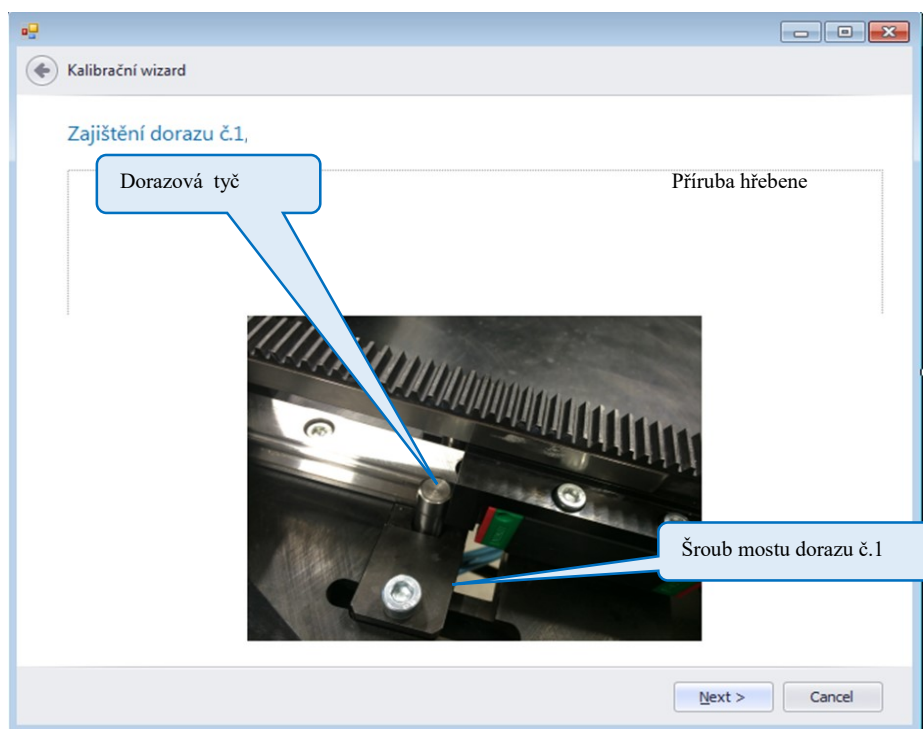 Kalibrační wizard
Zajištění dorazu č.1,
Dorazová tyč
Příruba hřebene
Šroub mostu dorazu č.1
Next >
Cancel